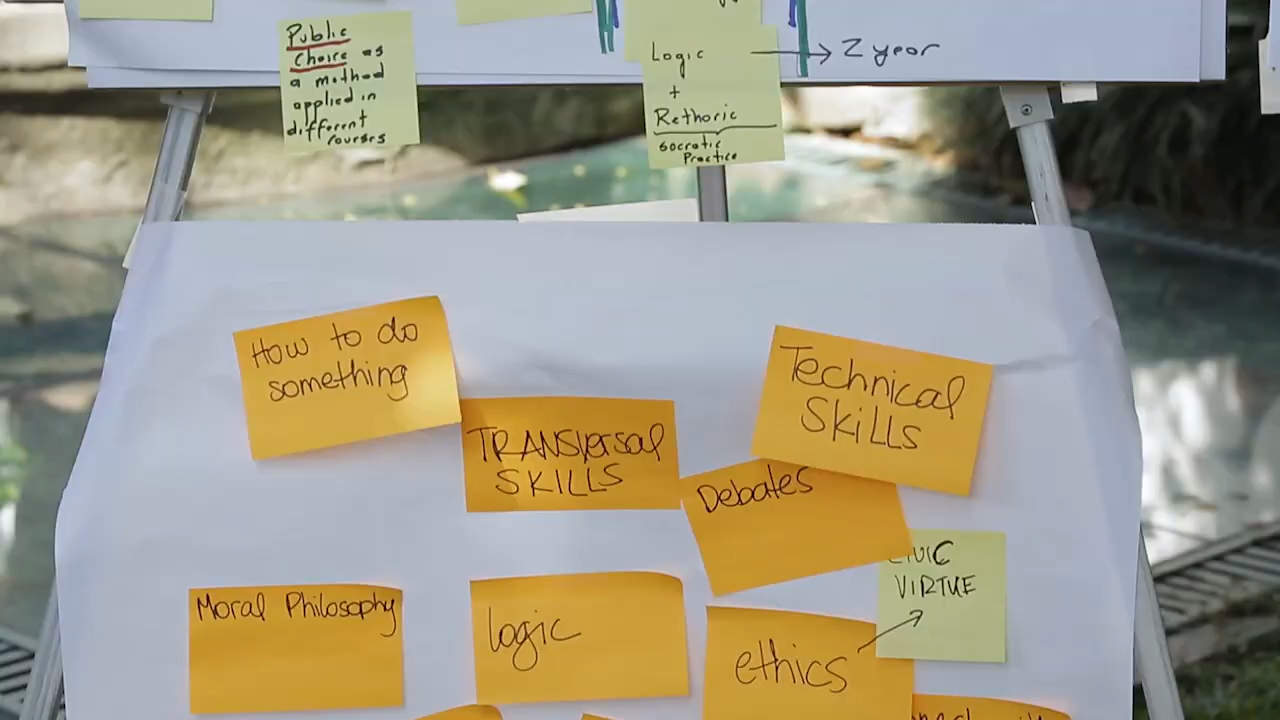 Public
choice as
a method
applied in
different
courses
Logic → 2 year
+
Rethoric
Socratic
Practice
How to do
something
TRANSversal
SKILLS
Technical
SKILLS
Debates
CIVIC
VIRTUE
Moral Philosophy
Logic
ethics